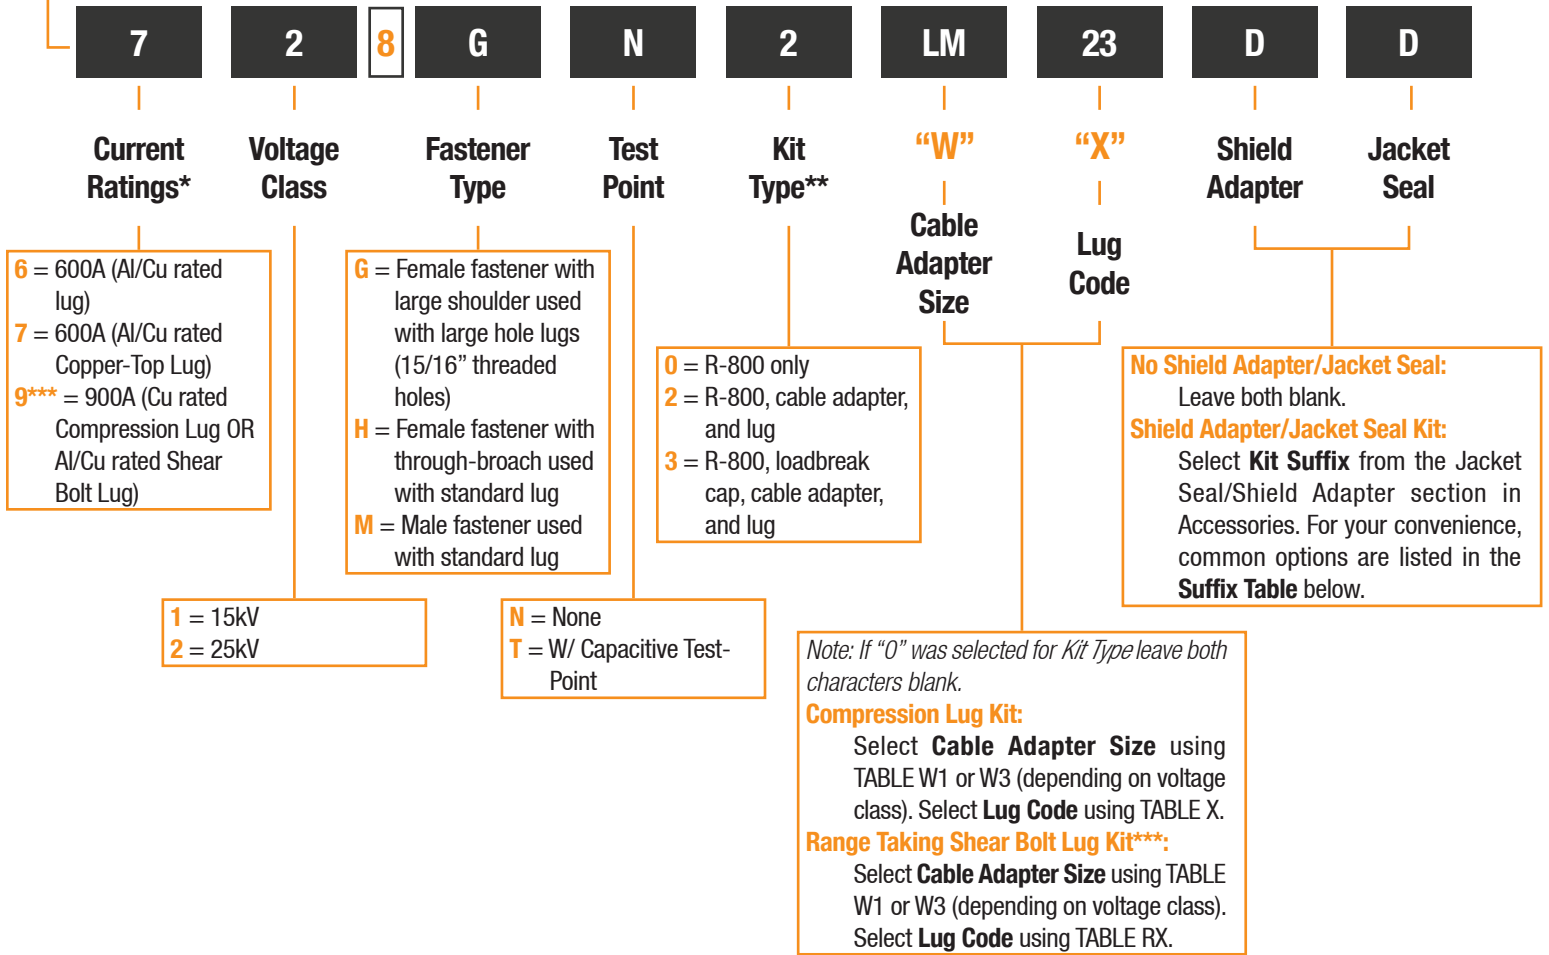 7 2 8 G N 2 LM 23 D D
Current
Ratings*
Voltage
Class
Fastener
Type
Test
Point
Kit
Type**
“W”
Cable
Adapter
Size
“X”
Lug
Code
Shield
Adapter
Jacket
Seal
6 = 600A (Al/Cu rated
lug)
7 = 600A (Al/Cu rated
Copper-Top Lug)
9*** = 900A (Cu rated
Compression Lug OR
Al/Cu rated Shear
Bolt Lug)
1 = 15kV
2 = 25kV
G = Female fastener with
large shoulder used
with large hole lugs
(15/16” threaded
holes)
H = Female fastener with
through-broach used
with standard lug
M = Male fastener used
with standard lug
N = None
T = W/ Capacitive Test-
Point
0 = R-800 only
2 = R-800, cable adapter,
and lug
3 = R-800, loadbreak
cap, cable adapter,
and lug
Note: If “0” was selected for Kit Type leave both
characters blank.
Compression Lug Kit:
Select Cable Adapter Size using
TABLE W1 or W3 (depending on voltage
class). Select Lug Code using TABLE X.
Range Taking Shear Bolt Lug Kit***:
Select Cable Adapter Size using TABLE
W1 or W3 (depending on voltage class).
Select Lug Code using TABLE RX.
No Shield Adapter/Jacket Seal:
Leave both blank.
Shield Adapter/Jacket Seal Kit:
Select Kit Suffix from the Jacket
Seal/Shield Adapter section in
Accessories. For your convenience,
common options are listed in the
Suffix Table below.